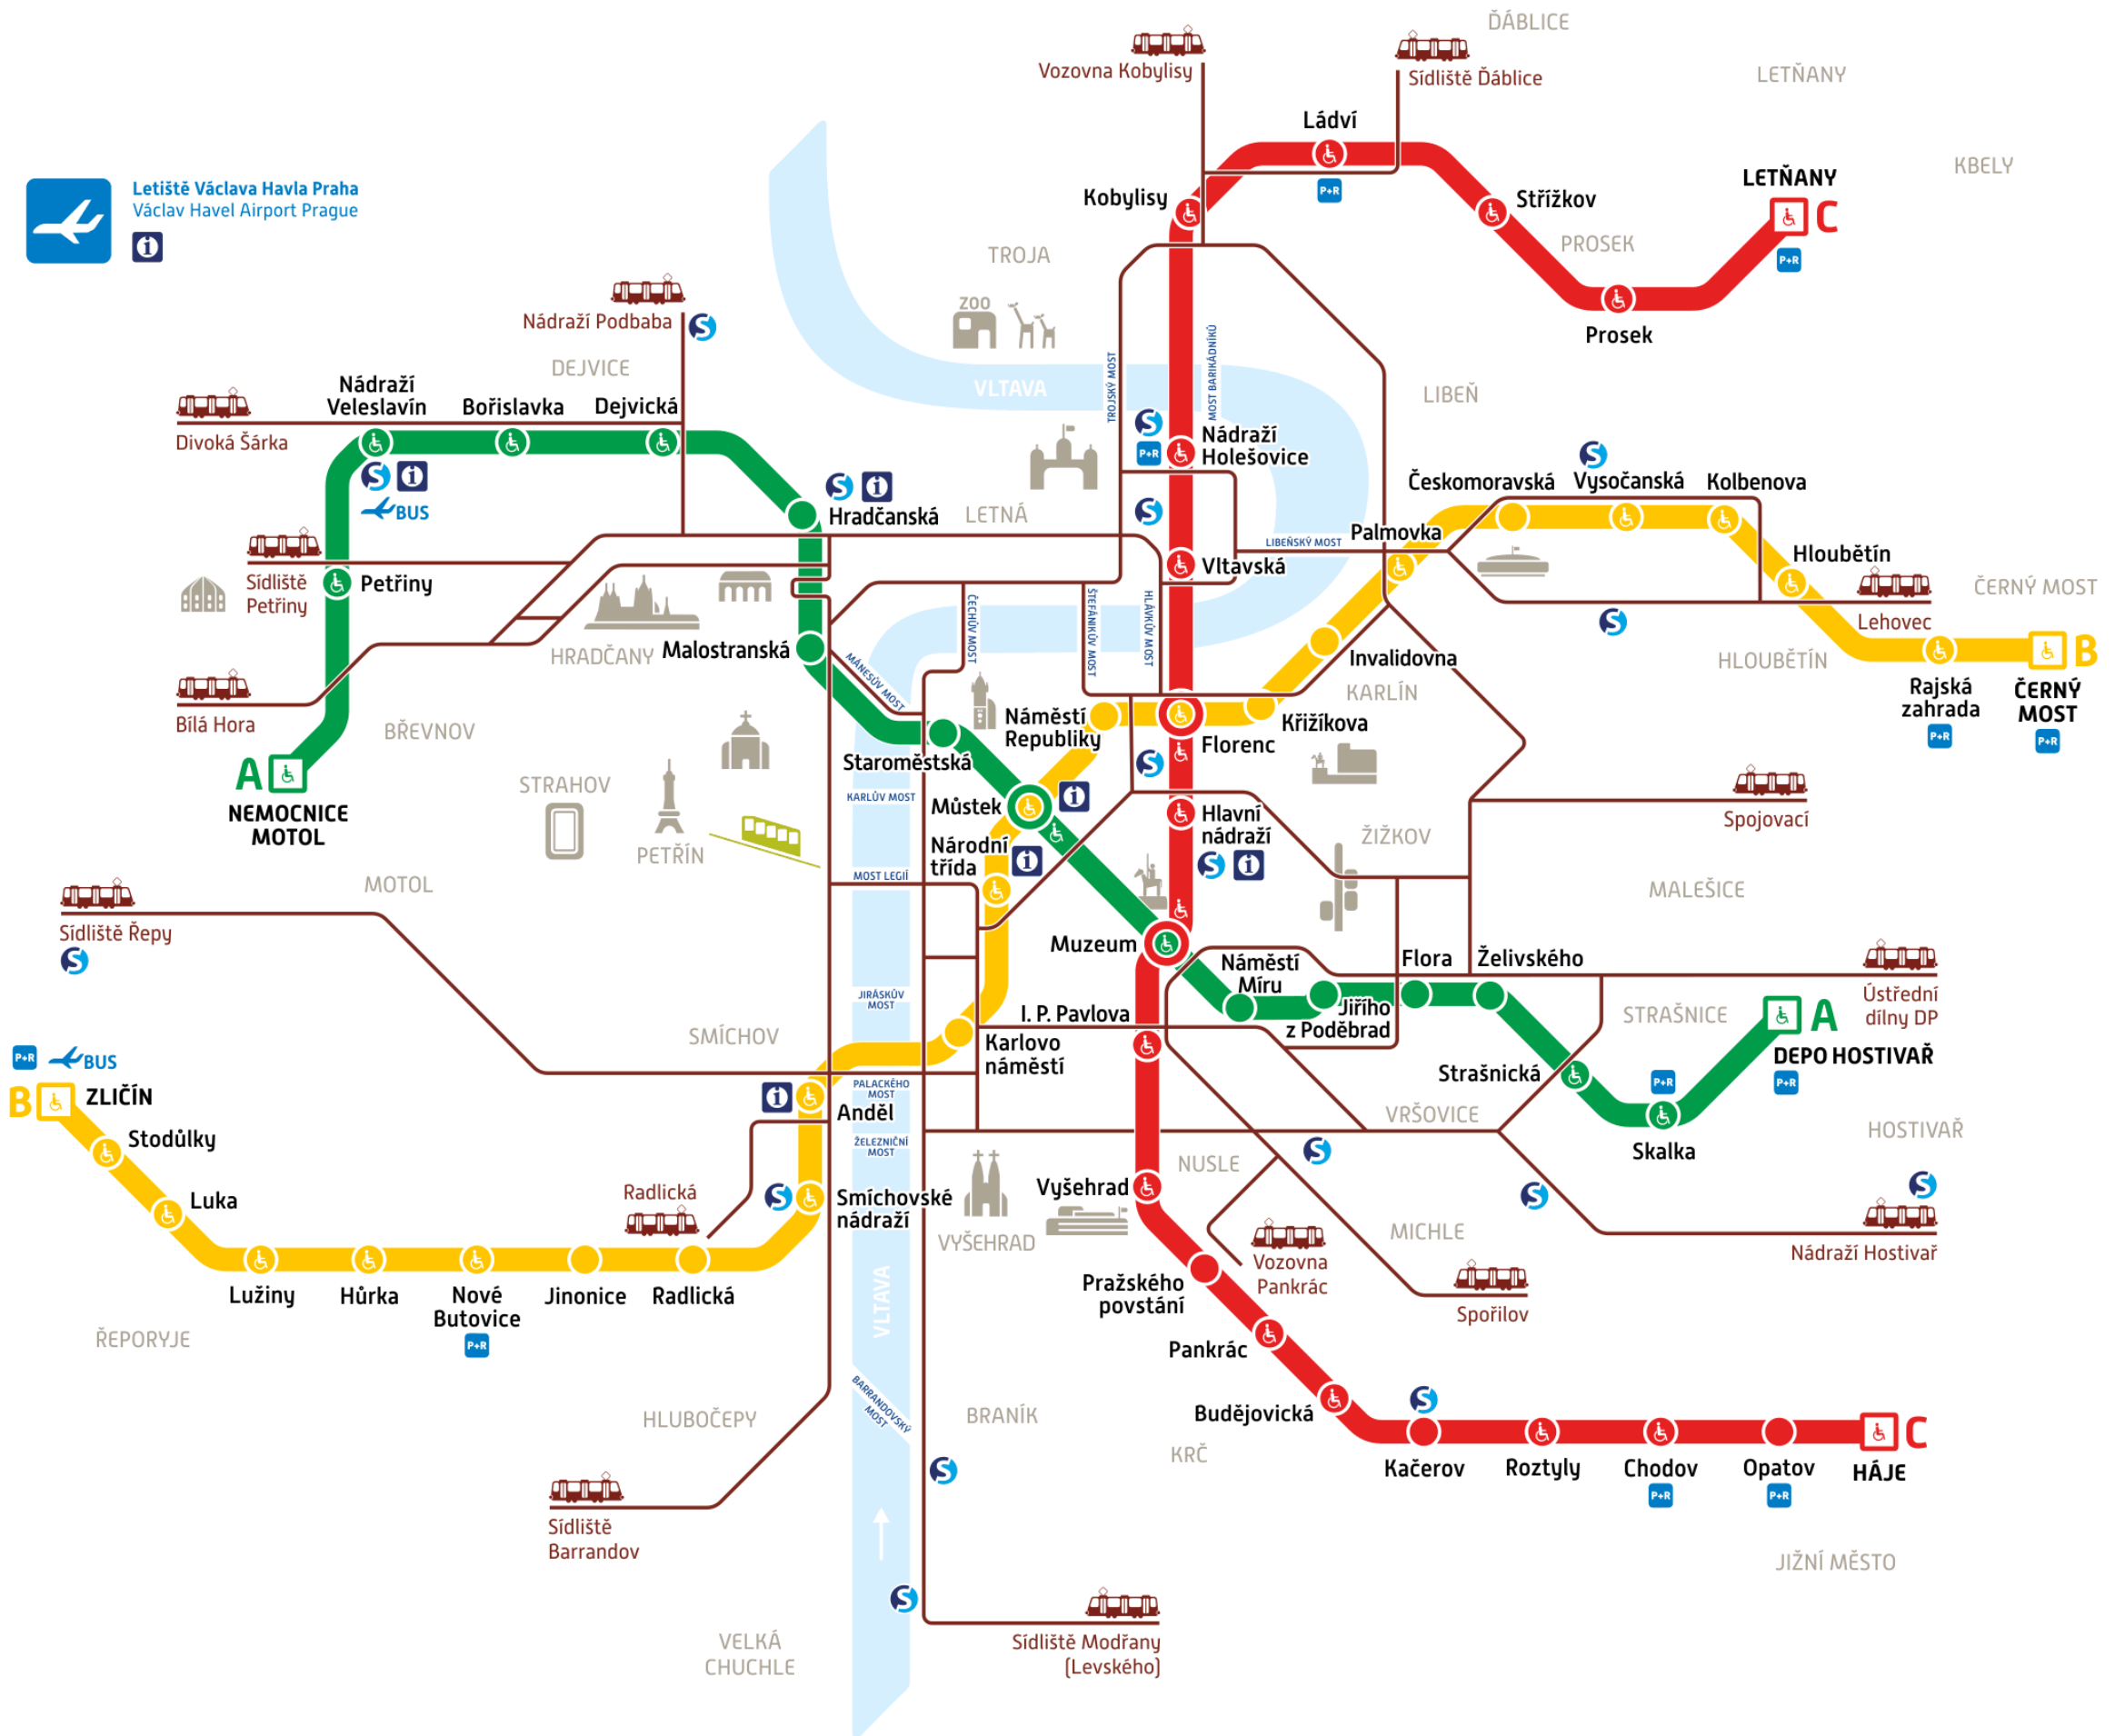 ĎÁBLICE
Vozovna Kobylisy
Sídliště Ďáblice
LETŇANY
Ládví
P+R
KBELY
LETŇANY
C
P+R
Letiště Václava Havla Praha
Václav Havel Airport Prague
i
Kobylisy
Střížkov
PROSEK
TROJA
ZOO
Prosek
Nádraží Podbaba
S
DEJVICE
VLTAVA
TROJSKÝ MOST
MOST BARIKÁDNÍKŮ
LIBEŇ
Nádraží
Veleslavín
Bořislavka
Dejvická
Divoká Šárka
S i
BUS
S
P+R
Nádraží
Holešovice
S i
Hradčanská
LETNÁ
S
S
Českomoravská
Vysočanská
Kolbenova
LIBEŇSKÝ MOST
Palmovka
Vltavská
Hloubětín
Sídliště
Petřiny
Petřiny
ČERNÝ MOST
Lehovec
S
ČECHŮV MOST
ŠTEFÁNIKŮV MOST
HLÁVKŮV MOST
HRADČANY
Malostranská
MÁNESŮV MOST
Invalidovna
HLOUBĚTÍN
KARLÍN
Rajská
zahrada
P+R
ČERNÝ
MOST
P+R
B
Bílá Hora
BŘEVNOV
Náměstí
Republiky
Florenc
Křižíkova
Staroměstská
S
A
NEMOCNICE
MOTOL
STRAHOV
KARLŮV MOST
Můstek
i
Hlavní
nádraží
S i
Spojovací
PETŘÍN
Národní
třída
i
ŽIŽKOV
MOST LEGIÍ
MOTOL
MALEŠICE
Sídliště Řepy
S
Muzeum
Náměstí
Míru
Flora
Želivského
JIRÁSKŮV
MOST
Ústřední
dílny DP
I. P. Pavlova
Jiřího
z Poděbrad
STRAŠNICE
A
DEPO HOSTIVAŘ
P+R
SMÍCHOV
Karlovo
náměstí
P+R
BUS
B
ZLIČÍN
Strašnická
P+R
i
PALACKÉHO
MOST
Anděl
VRŠOVICE
Stodůlky
ŽELEZNIČNÍ
MOST
HOSTIVAŘ
Skalka
S
NUSLE
Luka
Radlická
S
Smíchovské
nádraží
Vyšehrad
S
S
VYŠEHRAD
MICHLE
Nádraží Hostivař
Vozovna
Pankrác
Lužiny
Hůrka
Nové
Butovice
P+R
Jinonice
Radlická
VLTAVA
Pražského
povstání
Spořilov
ŘEPORYJE
Pankrác
BARRANDOVSKÝ
MOST
HLUBOČEPY
BRANÍK
Budějovická
S
C
KRČ
Kačerov
Roztyly
Chodov
P+R
Opatov
P+R
HÁJE
S
Sídliště
Barrandov
JIŽNÍ MĚSTO
S
VELKÁ
CHUCHLE
Sídliště Modřany
(Levského)